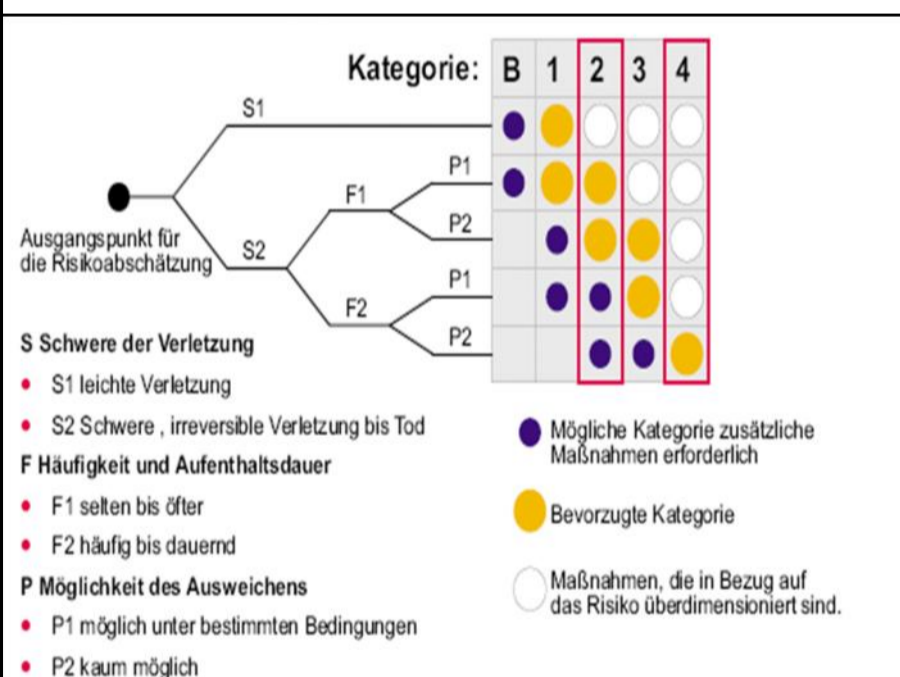 Kategorie: B 1 2 3 4
S1
P1
F1
P2
Ausgangspunkt für
die Risikoabschätzung
S2
P1
F2
P2
S Schwere der Verletzung
• S1 leichte Verletzung
• S2 Schwere , irreversible Verletzung bis Tod
F Häufigkeit und Aufenthaltsdauer
• F1 selten bis öfter
• F2 häufig bis dauernd
P Möglichkeit des Ausweichens
• P1 möglich unter bestimmten Bedingungen
• P2 kaum möglich
Mögliche Kategorie zusätzliche
Maßnahmen erforderlich
Bevorzugte Kategorie
Maßnahmen, die in Bezug auf
das Risiko überdimensioniert sind.